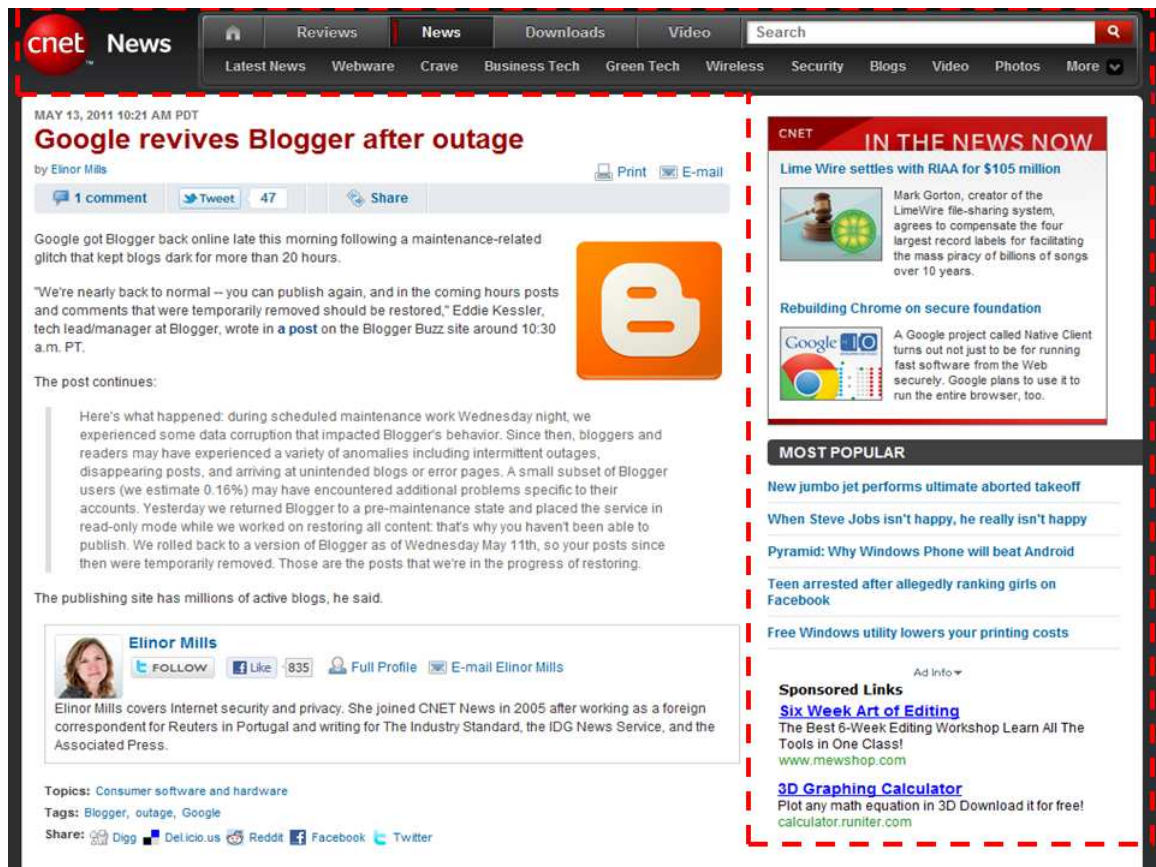 cnet News
Reviews News Downloads Video Search
Latest News Webware Crave Business Tech Green Tech Wireless Security Blogs Video Photos More
MAY 13, 2011 10:21 AM PDT
Google revives Blogger after outage
by Elinor Mills
Print E-mail
1 comment Tweet 47 Share
Google got Blogger back online late this morning following a maintenance-related
glitch that kept blogs dark for more than 20 hours.
"We're nearly back to normal -- you can publish again, and in the coming hours posts
and comments that were temporarily removed should be restored," Eddie Kessler,
tech lead/manager at Blogger, wrote in a post on the Blogger Buzz site around 10:30
a.m. PT.
The post continues:
Here's what happened: during scheduled maintenance work Wednesday night, we
experienced some data corruption that impacted Blogger's behavior. Since then, bloggers and
readers may have experienced a variety of anomalies including intermittent outages,
disappearing posts, and arriving at unintended blogs or error pages. A small subset of Blogger
users (we estimate 0.16%) may have encountered additional problems specific to their
accounts. Yesterday we returned Blogger to a pre-maintenance state and placed the service in
read-only mode while we worked on restoring all content: that's why you haven't been able to
publish. We rolled back to a version of Blogger as of Wednesday May 11th, so your posts since
then were temporarily removed. Those are the posts that we're in the progress of restoring.
The publishing site has millions of active blogs, he said.
Elinor Mills
FOLLOW Like 835 Full Profile E-mail Elinor Mills
Elinor Mills covers Internet security and privacy. She joined CNET News in 2005 after working as a foreign
correspondent for Reuters in Portugal and writing for The Industry Standard, the IDG News Service, and the
Associated Press.
Topics: Consumer software and hardware
Tags: Blogger, outage, Google
Share: Digg Del.icio.us Reddit Facebook Twitter
CNET IN THE NEWS NOW
Lime Wire settles with RIAA for $105 million
Mark Gorton, creator of the
LimeWire file-sharing system,
agrees to compensate the four
largest record labels for facilitating
the mass piracy of billions of songs
over 10 years.
Rebuilding Chrome on secure foundation
Google IO
A Google project called Native Client
turns out not just to be for running
fast software from the Web
securely. Google plans to use it to
run the entire browser, too.
MOST POPULAR
New jumbo jet performs ultimate aborted takeoff
When Steve Jobs isn't happy, he really isn't happy
Pyramid: Why Windows Phone will beat Android
Teen arrested after allegedly ranking girls on
Facebook
Free Windows utility lowers your printing costs
Ad Info
Sponsored Links
Six Week Art of Editing
The Best 6-Week Editing Workshop Learn All The
Tools in One Class!
www.mewshop.com
3D Graphing Calculator
Plot any math equation in 3D Download it for free!
calculator.runiter.com